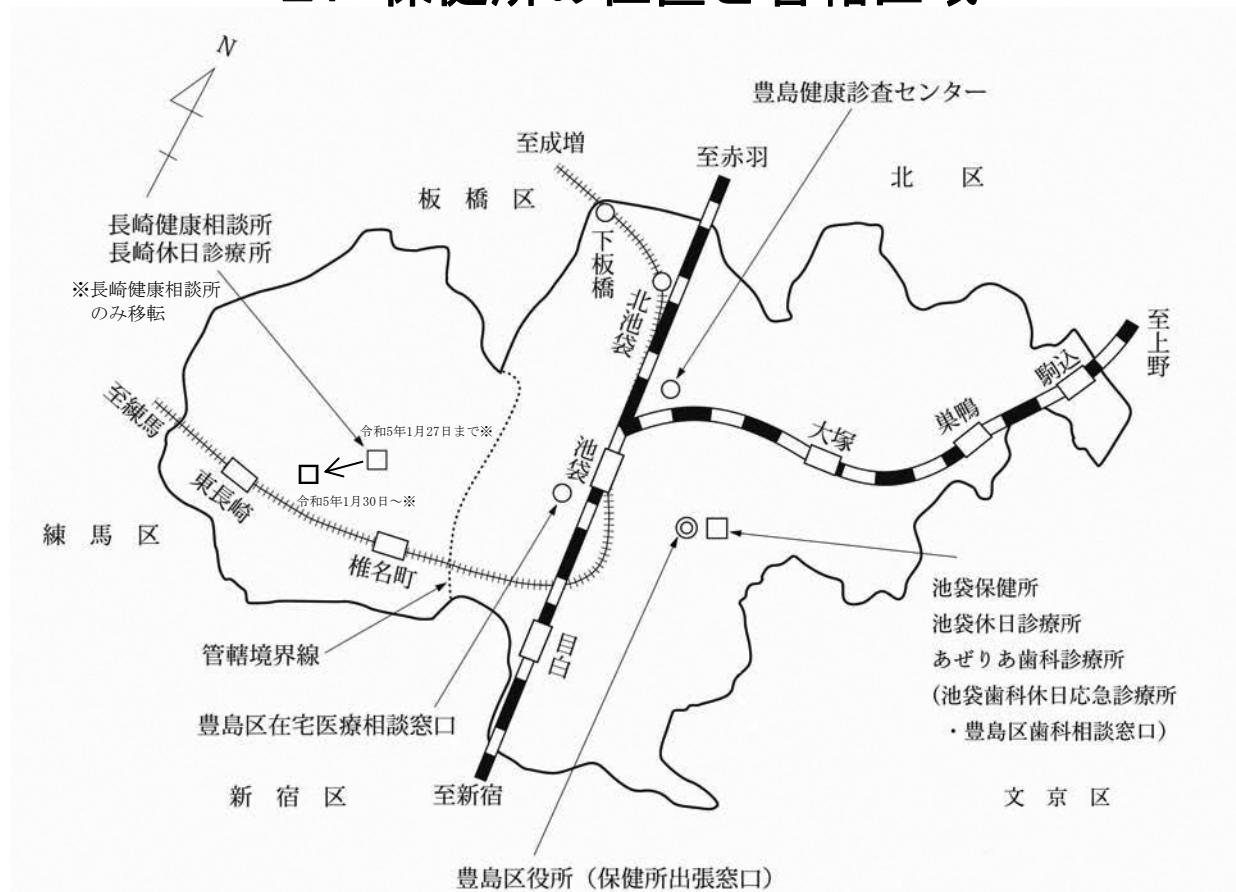 N
豊島健康診査センター
至成増
至赤羽
北　区
板 橋 区
長崎健康相談所
長崎休日診療所
※長崎健康相談所
のみ移転
下板橋
北池袋
至上野
駒込
巣鴨
大塚
至練馬
令和5年1月27日まで※
池袋
東長崎
令和5年1月30日～※
練 馬 区
椎名町
池袋保健所
池袋休日診療所
あぜりあ歯科診療所
(池袋歯科休日応急診療所
・豊島区歯科相談窓口)
目白
管轄境界線
豊島区在宅医療相談窓口
新 宿 区
至新宿
文 京 区
豊島区役所（保健所出張窓口）